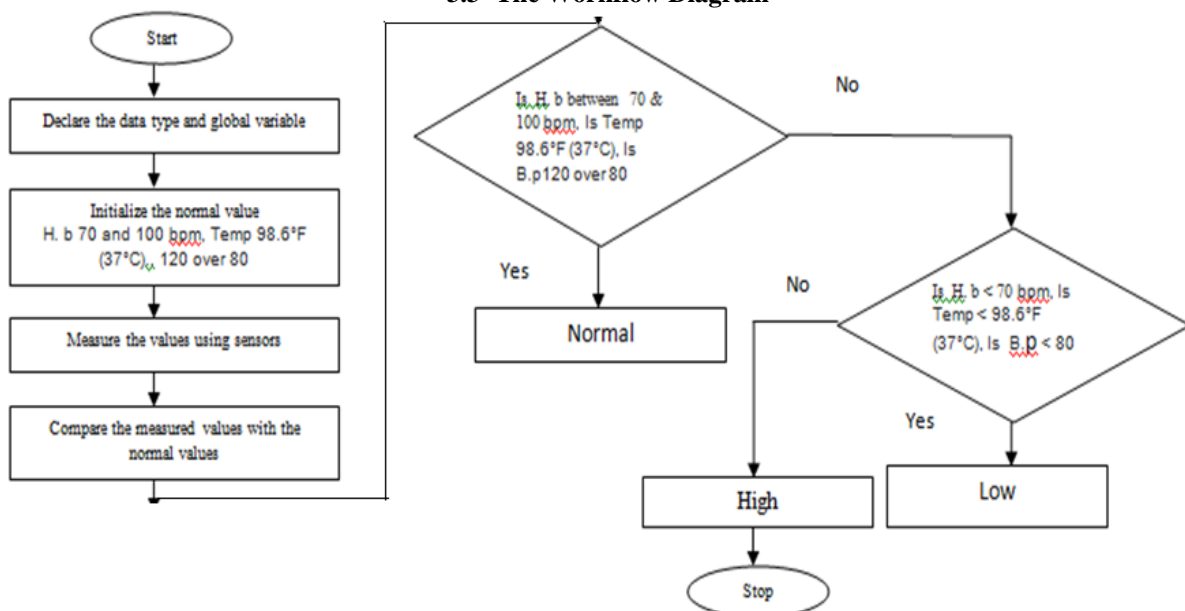 3.3 The Workflow Diagram
Start
Declare the data type and global variable
Initialize the normal value
H. b 70 and 100 bpm, Temp 98.6°F
(37°C), 120 over 80
Measure the values using sensors
Compare the measured values with the
normal values
Is H. b between 70 &
100 bpm, Is Temp
98.6°F (37°C), Is
B.p120 over 80
No
Yes
Normal
Is H. b < 70 bpm, Is
Temp < 98.6°F
(37°C), Is B.p < 80
No
Yes
High
Low
Stop